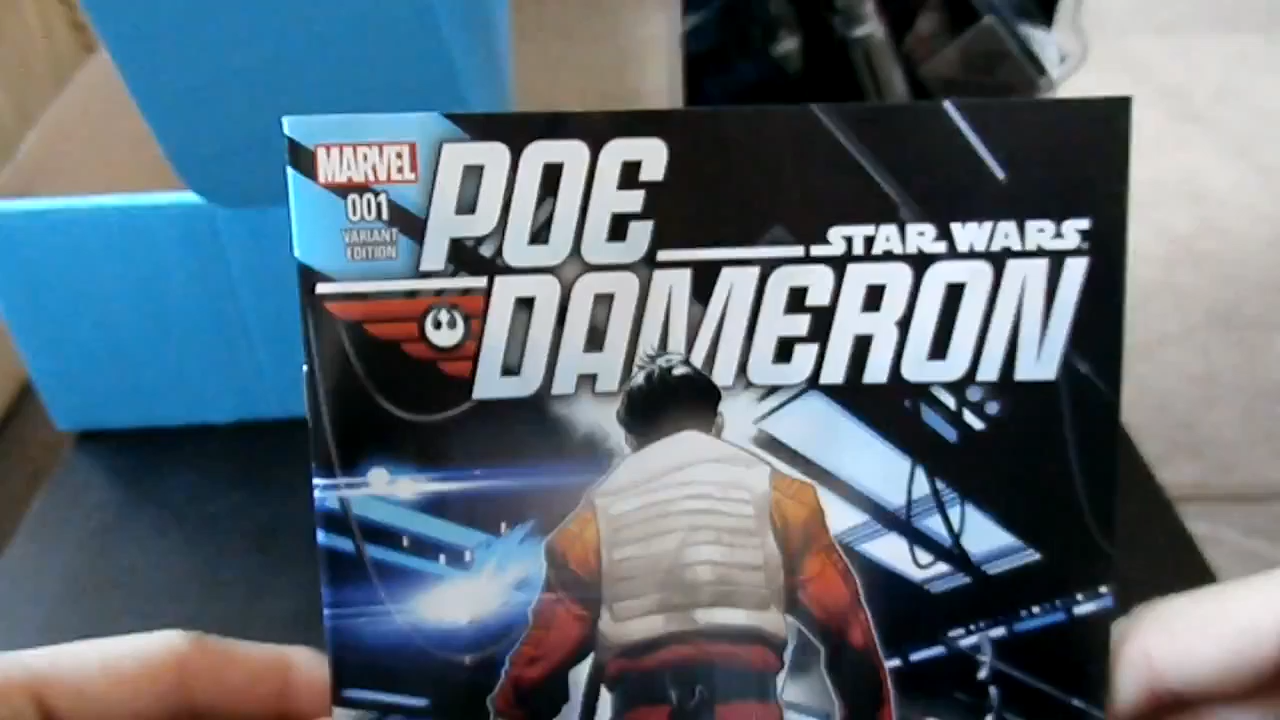 MARVEL
001
VARIANT
EDITION
POE
STAR WARS
DAMERON